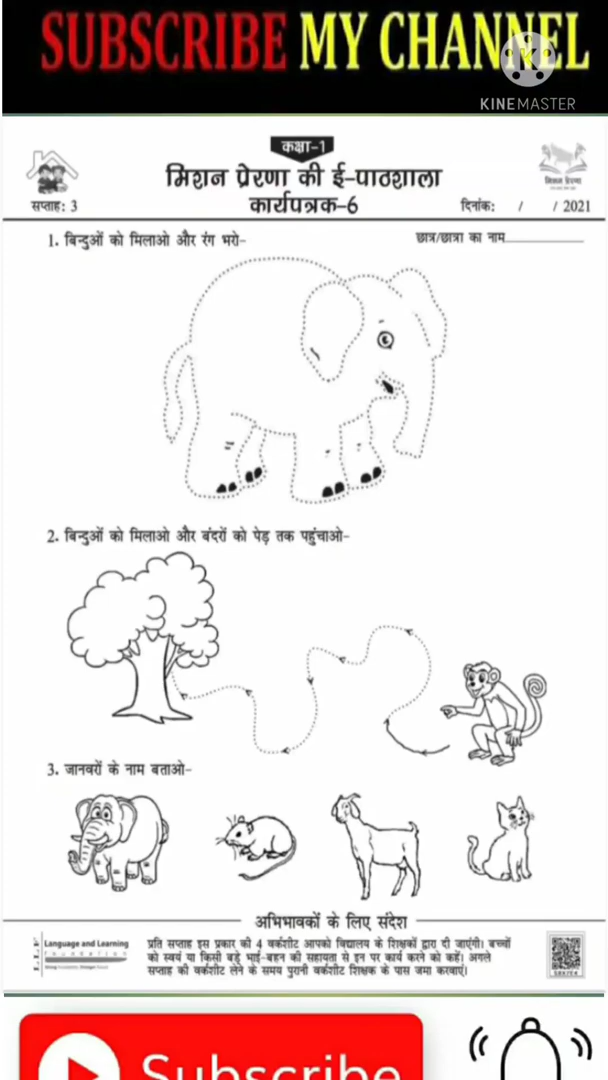 SUBSCRIBE MY CHANNEL
KINEMASTER
कक्षा-1
मिशन प्रेरणा की ई-पाठशाला
मिशन प्रेरणा
सप्ताह: 3
कार्यपत्रक-6
दिनांक: / / 2021
1. बिन्दुओं को मिलाओ और रंग भरो-
छात्र/छात्रा का नाम
2. बिन्दुओं को मिलाओ और बंदरों को पेड़ तक पहुंचाओ-
3. जानवरों के नाम बताओ-
अभिभावकों के लिए संदेश
Language and Learning
FOUNDATION
प्रति सप्ताह इस प्रकार की 4 वर्कशीट आपको विद्यालय के शिक्षकों द्वारा दी जाएंगी। बच्चों
को स्वयं या किसी बड़े भाई-बहन की सहायता से इन पर कार्य करने को कहें। अगले
सप्ताह की वर्कशीट लेने के समय पुरानी वर्कशीट शिक्षक के पास जमा करवाएं।
Subscribe